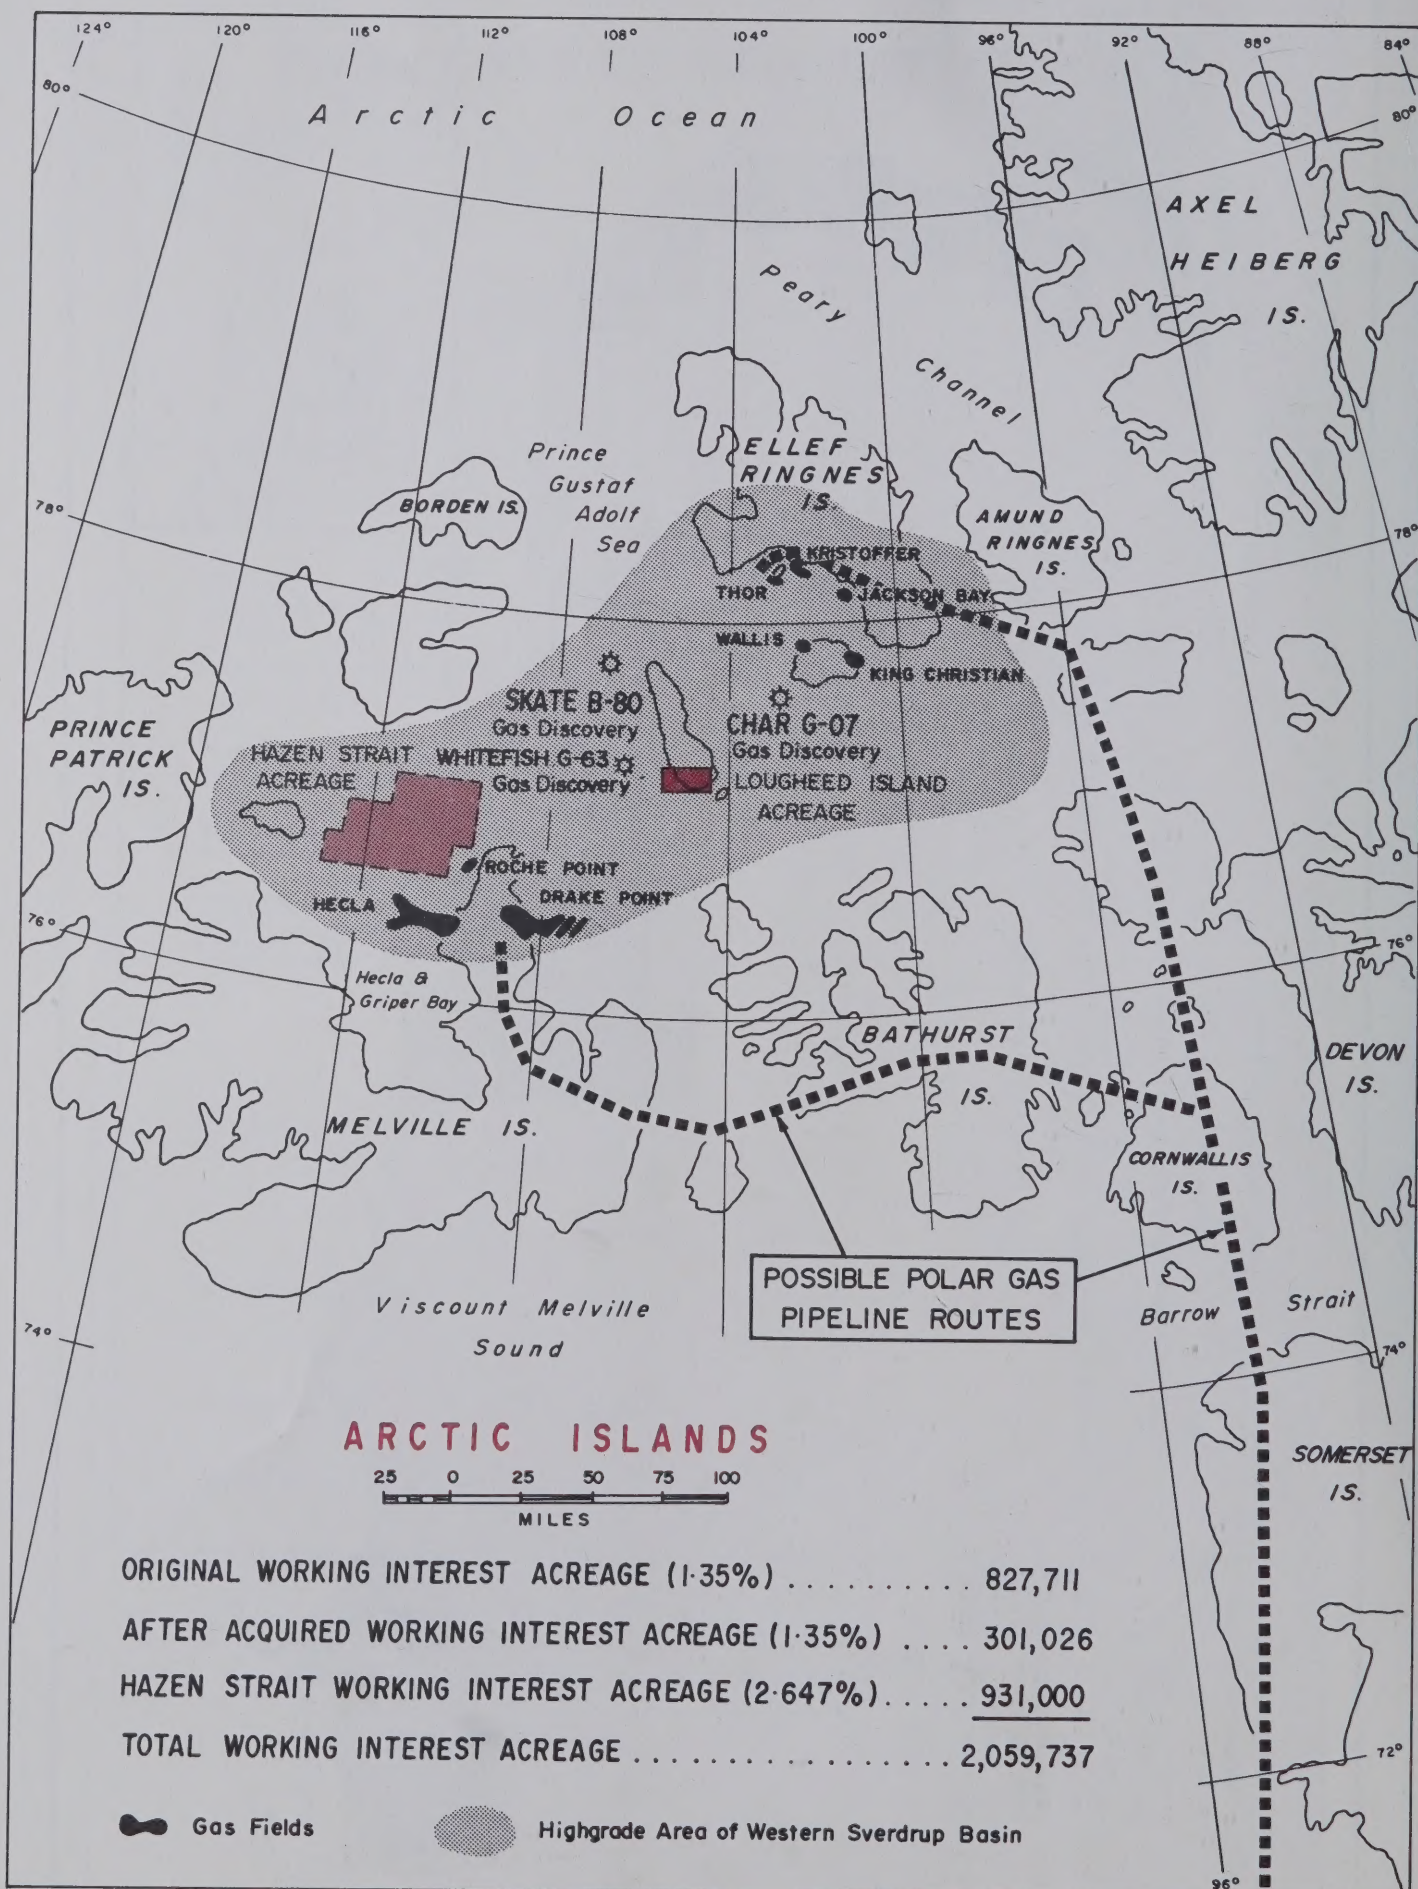 124°
120°
116°
112°
108°
104°
100°
96°
92°
88°
84°
80°
80°
Arctic Ocean
AXEL
HEIBERG
IS.
Peary
Channel
Prince
Gustaf
Adolf
Sea
ELLEF
RINGNES
IS.
BORDEN IS.
AMUND
RINGNES
IS.
78°
78°
KRISTOFFER
THOR
JACKSON BAY
WALLIS
KING CHRISTIAN
SKATE B-80
Gas Discovery
CHAR G-07
Gas Discovery
PRINCE
PATRICK
IS.
HAZEN STRAIT
ACREAGE
WHITEFISH G-63
Gas Discovery
LOUGHEED ISLAND
ACREAGE
ROCHE POINT
HECLA
DRAKE POINT
76°
76°
Hecla &
Griper Bay
BATHURST
IS.
DEVON
IS.
MELVILLE IS.
CORNWALLIS
IS.
POSSIBLE POLAR GAS
PIPELINE ROUTES
Viscount Melville
Sound
Barrow Strait
74°
74°
ARCTIC ISLANDS
25 0 25 50 75 100
MILES
SOMERSET
IS.
ORIGINAL WORKING INTEREST ACREAGE (1·35%) .......... 827,711
AFTER ACQUIRED WORKING INTEREST ACREAGE (1·35%) .... 301,026
HAZEN STRAIT WORKING INTEREST ACREAGE (2·647%)..... 931,000
TOTAL WORKING INTEREST ACREAGE ................ 2,059,737
72°
Gas Fields
Highgrade Area of Western Sverdrup Basin
96°